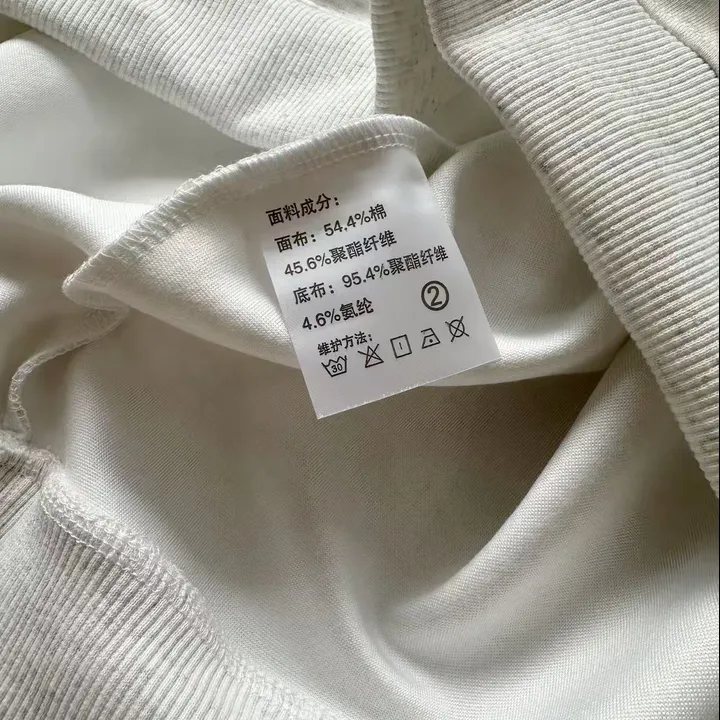 面料成分：
面布：54.4%棉
45.6%聚酯纤维
底布：95.4%聚酯纤维
4.6%氨纶
②
维护方法：
30